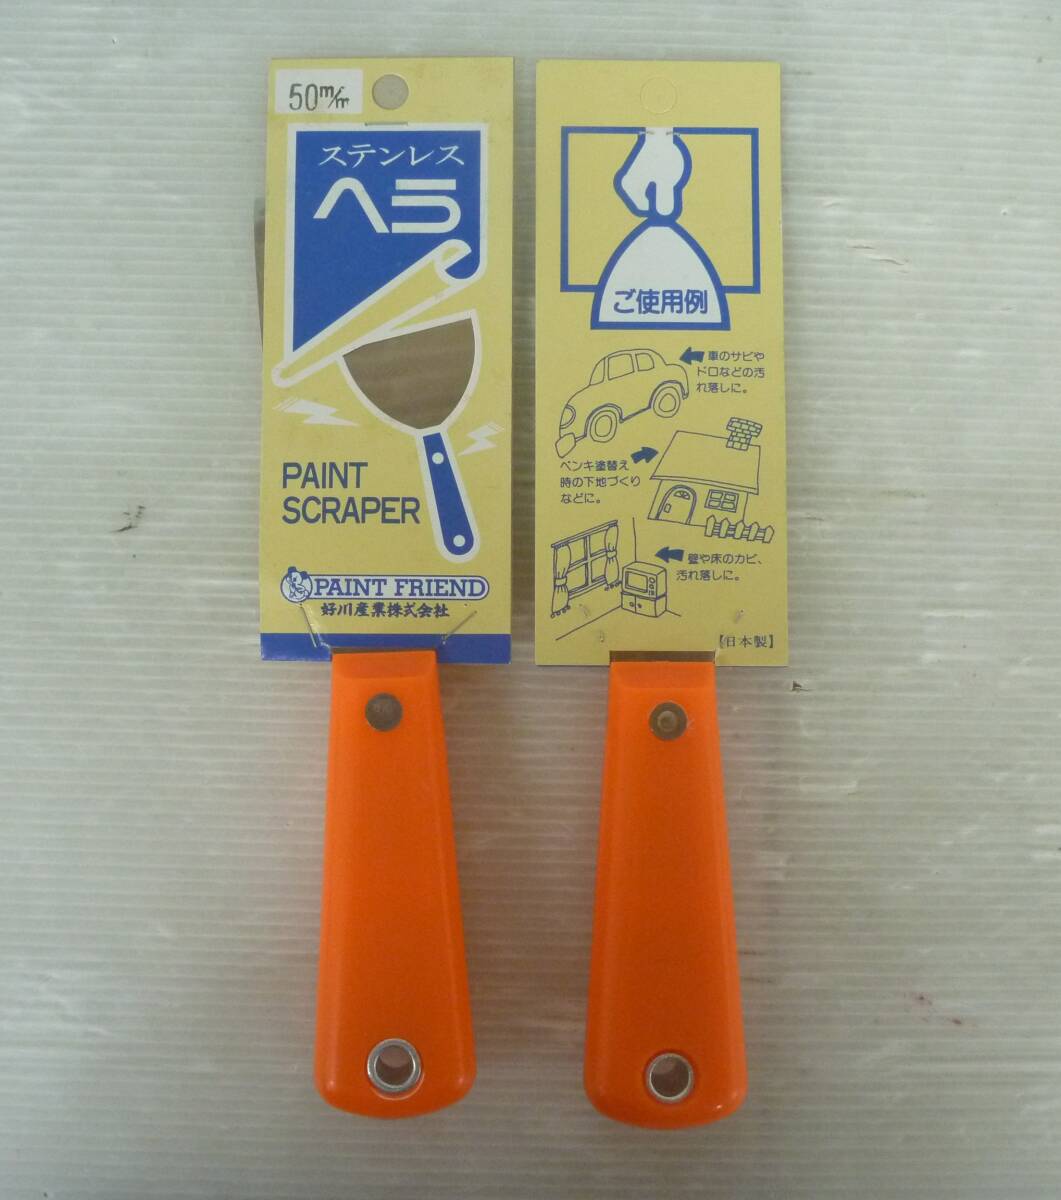 50m/m
ステンレス
ヘラ
PAINT
SCRAPER
PAINT FRIEND
好川産業株式会社
ご使用例
車のサビや
ドロなどの汚
れ落しに。
ペンキ塗替え
時の下地づくり
などに。
壁や床のカビ、
汚れ落しに。
【日本製】